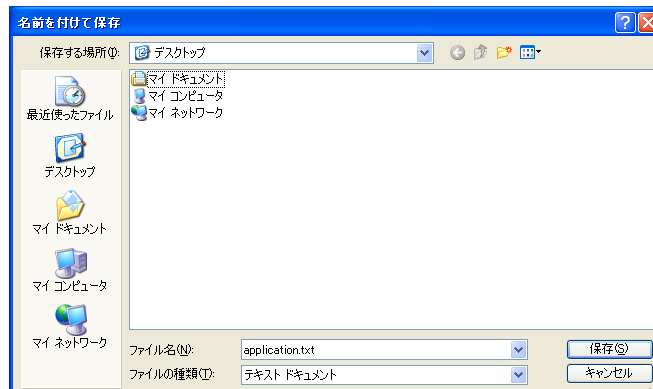 名前を付けて保存
保存する場所(I):
デスクトップ
マイ ドキュメント
マイ コンピュータ
マイ ネットワーク
最近使ったファイル
デスクトップ
マイ ドキュメント
マイ コンピュータ
マイ ネットワーク
ファイル名(N):
application.txt
保存(S)
ファイルの種類(T):
テキスト ドキュメント
キャンセル